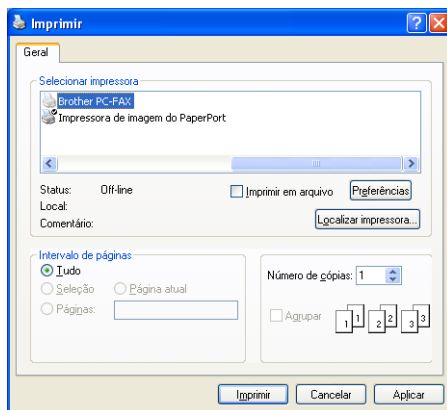 Imprimir
Geral
Selecionar impressora
Brother PC-FAX
Impressora de imagem do PaperPort
Status: Off-line
Imprimir em arquivo
Preferências
Local:
Comentário:
Localizar impressora...
Intervalo de páginas
Tudo
Seleção
Página atual
Páginas:
Número de cópias: 1
Agrupar
1 1 2 2 3 3
Imprimir
Cancelar
Aplicar